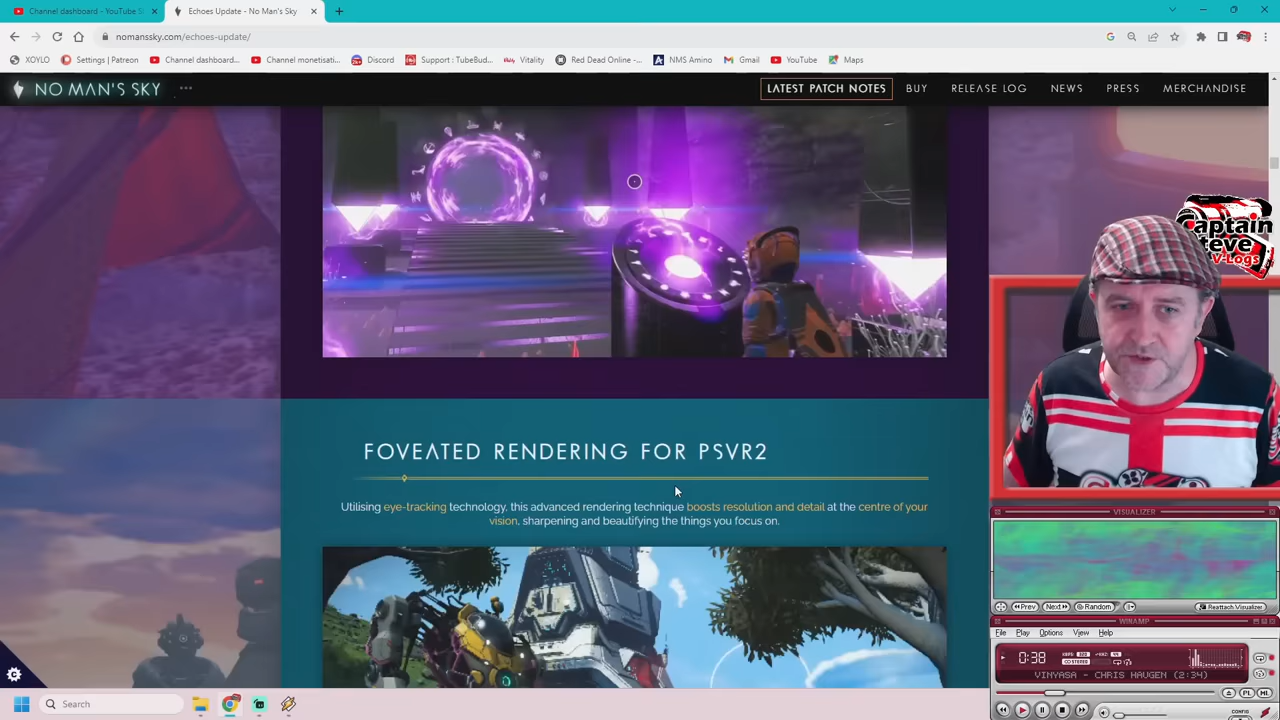 Channel dashboard - YouTube St
Echoes Update - No Man's Sky
nomanssky.com/echoes-update/
XOYLO
Settings | Patreon
Channel dashboard...
Channel monetisati...
Discord
Support : TubeBud...
Vitality
Red Dead Online -...
NMS Amino
Gmail
YouTube
Maps
NO MAN'S SKY
LATEST PATCH NOTES
BUY
RELEASE LOG
NEWS
PRESS
MERCHANDISE
Captain
Steve
V-Logs
FOVEATED RENDERING FOR PSVR2
Utilising eye-tracking technology, this advanced rendering technique boosts resolution and detail at the centre of your
vision, sharpening and beautifying the things you focus on.
VISUALIZER
Prev
Next
Random
Reattach Visualizer
WINAMP
File Play Options View Help
0:38
STEREO
VINYASA - CHRIS HAUGEN (2:34)
PL
ML
CONFIG
Search